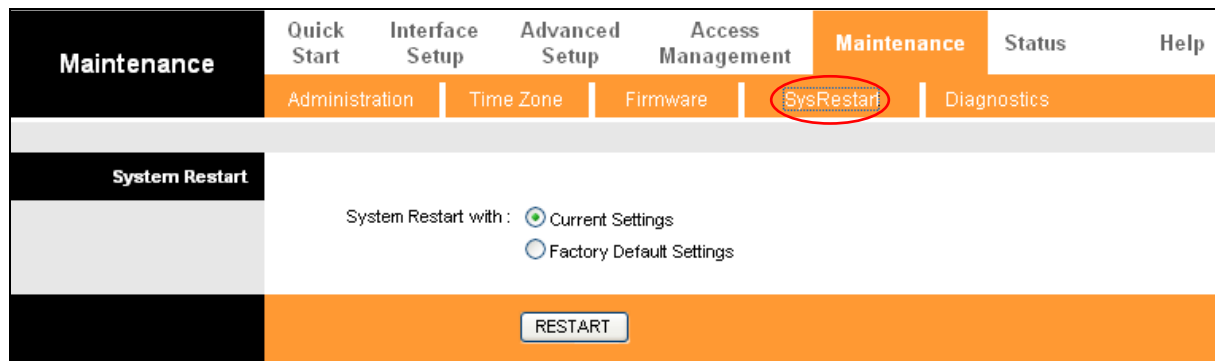 Maintenance
Quick Start
Interface Setup
Advanced Setup
Access Management
Maintenance
Status
Help
Administration
Time Zone
Firmware
SysRestart
Diagnostics
System Restart
System Restart with : Current Settings
Factory Default Settings
RESTART